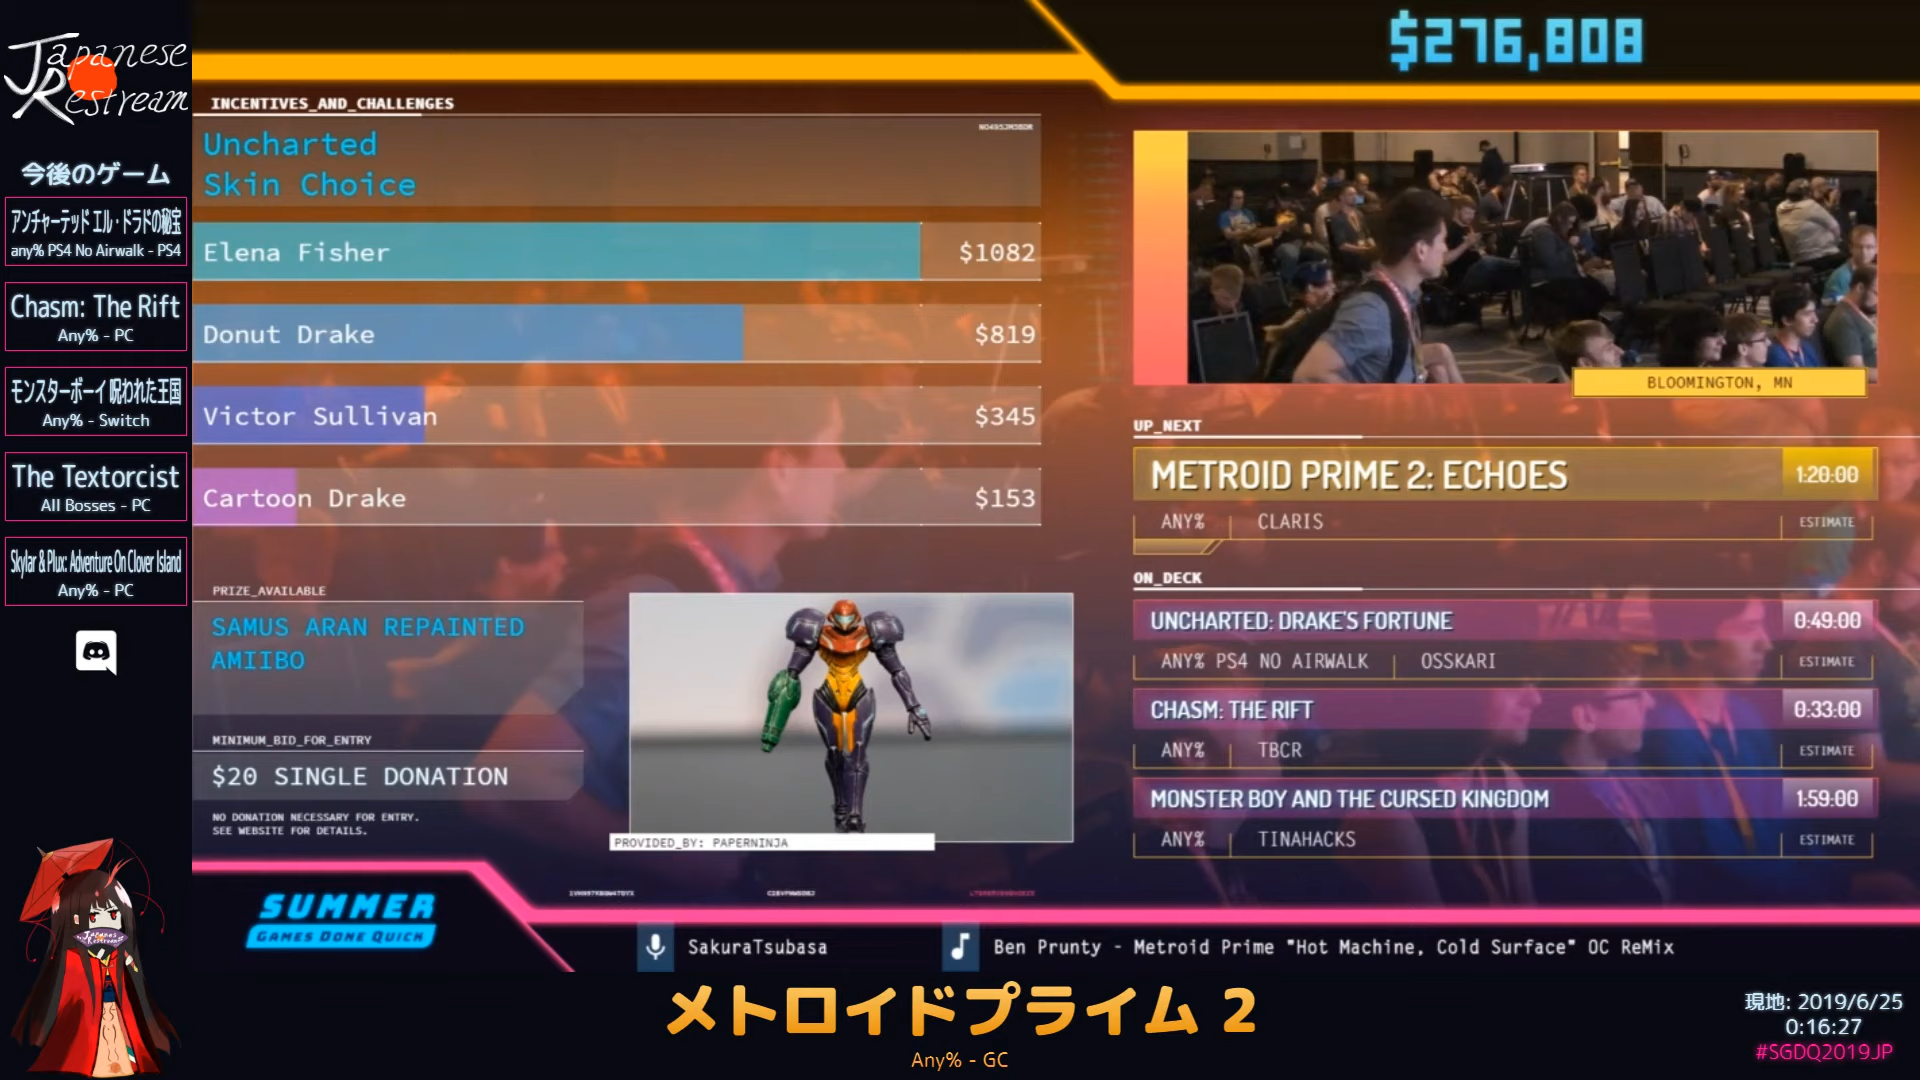 Japanese
Restream
今後のゲーム
アンチャーテッド エル・ドラドの秘宝
any% PS4 No Airwalk - PS4
Chasm: The Rift
Any% - PC
モンスターボーイ 呪われた王国
Any% - Switch
The Textorcist
All Bosses - PC
Skylar & Plux: Adventure On Clover Island
Any% - PC
$276,808
INCENTIVES_AND_CHALLENGES
Uncharted
Skin Choice
Elena Fisher $1082
Donut Drake $819
Victor Sullivan $345
Cartoon Drake $153
PRIZE_AVAILABLE
SAMUS ARAN REPAINTED
AMIIBO
MINIMUM_BID_FOR_ENTRY
$20 SINGLE DONATION
NO DONATION NECESSARY FOR ENTRY.
SEE WEBSITE FOR DETAILS.
PROVIDED_BY: PAPERNINJA
BLOOMINGTON, MN
UP_NEXT
METROID PRIME 2: ECHOES 1:20:00
ANY% CLARIS ESTIMATE
ON_DECK
UNCHARTED: DRAKE'S FORTUNE 0:49:00
ANY% PS4 NO AIRWALK OSSKARI ESTIMATE
CHASM: THE RIFT 0:33:00
ANY% TBCR ESTIMATE
MONSTER BOY AND THE CURSED KINGDOM 1:59:00
ANY% TINAHACKS ESTIMATE
SUMMER
GAMES DONE QUICK
SakuraTsubasa
Ben Prunty - Metroid Prime "Hot Machine, Cold Surface" OC ReMix
メトロイドプライム 2
Any% - GC
現地: 2019/6/25
0:16:27
#SGDQ2019JP